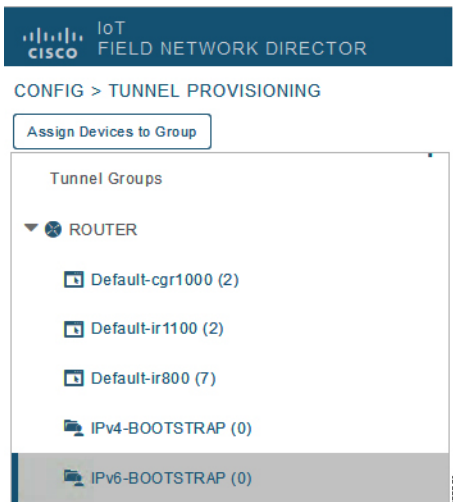 IoT
CISCO FIELD NETWORK DIRECTOR
CONFIG > TUNNEL PROVISIONING
Assign Devices to Group
Tunnel Groups
ROUTER
Default-cgr1000 (2)
Default-ir1100 (2)
Default-ir800 (7)
IPv4-BOOTSTRAP (0)
IPv6-BOOTSTRAP (0)